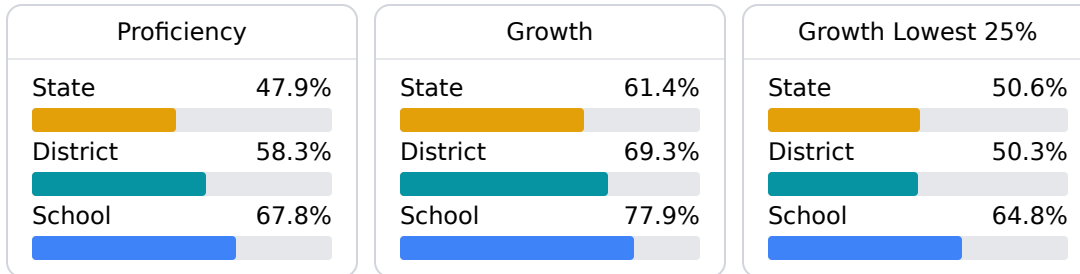 Proficiency
State 47.9%
District 58.3%
School 67.8%
Growth
State 61.4%
District 69.3%
School 77.9%
Growth Lowest 25%
State 50.6%
District 50.3%
School 64.8%